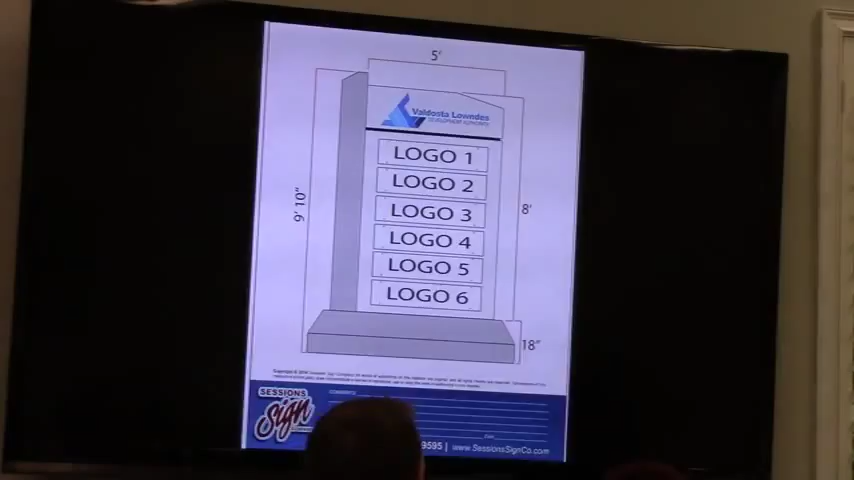 5'
Valdosta Lowndes
DEVELOPMENT AUTHORITY
LOGO 1
LOGO 2
9' 10"
LOGO 3
8'
LOGO 4
LOGO 5
LOGO 6
18"
SESSIONS
Sign
9595 | www.SessionsSignCo.com